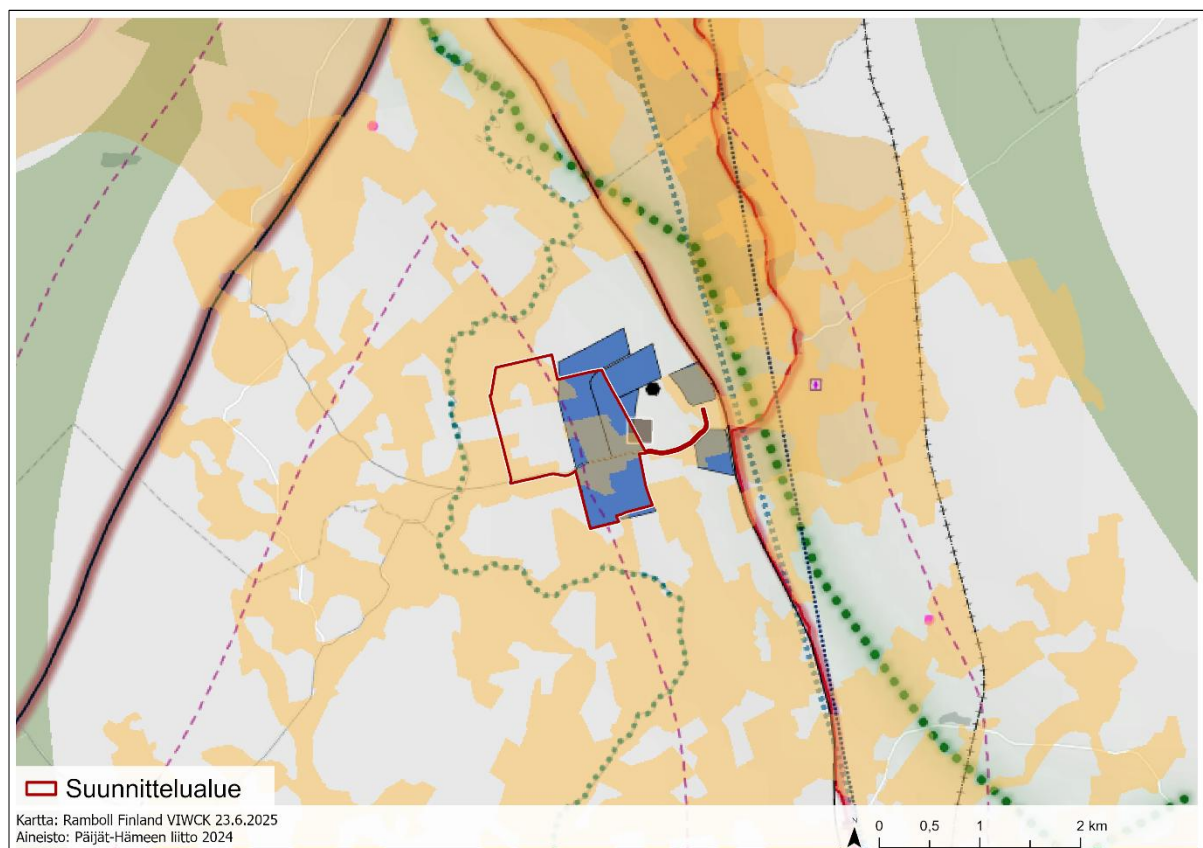 Suunnittelualue
Kartta: Ramboll Finland VIWCK 23.6.2025
Aineisto: Päijät-Hämeen liitto 2024
0 0,5 1 2 km